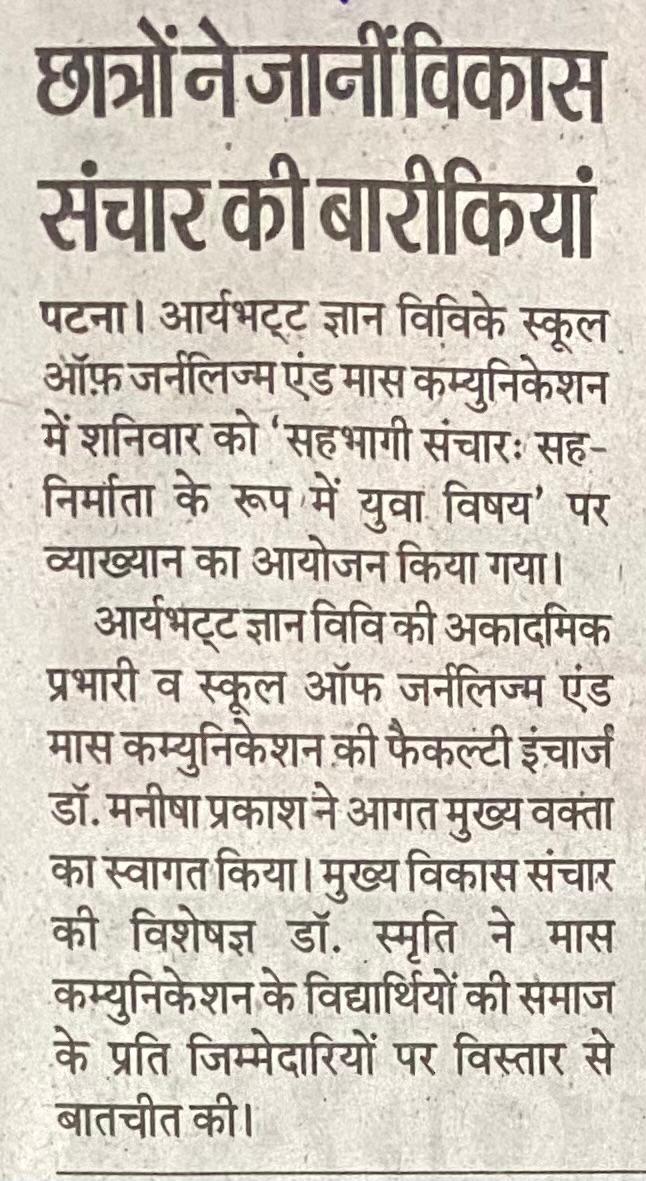 छात्रों ने जानीं विकास
संचार की बारीकियां
पटना। आर्यभट्ट ज्ञान विविके स्कूल
ऑफ़ जर्नलिज्म एंड मास कम्युनिकेशन
में शनिवार को ‘सहभागी संचारः सह-
निर्माता के रूप में युवा विषय’ पर
व्याख्यान का आयोजन किया गया।
आर्यभट्ट ज्ञान विवि की अकादमिक
प्रभारी व स्कूल ऑफ जर्नलिज्म एंड
मास कम्युनिकेशन की फैकल्टी इंचार्ज
डॉ. मनीषा प्रकाश ने आगत मुख्य वक्ता
का स्वागत किया। मुख्य विकास संचार
की विशेषज्ञ डॉ. स्मृति ने मास
कम्युनिकेशन के विद्यार्थियों की समाज
के प्रति जिम्मेदारियों पर विस्तार से
बातचीत की।